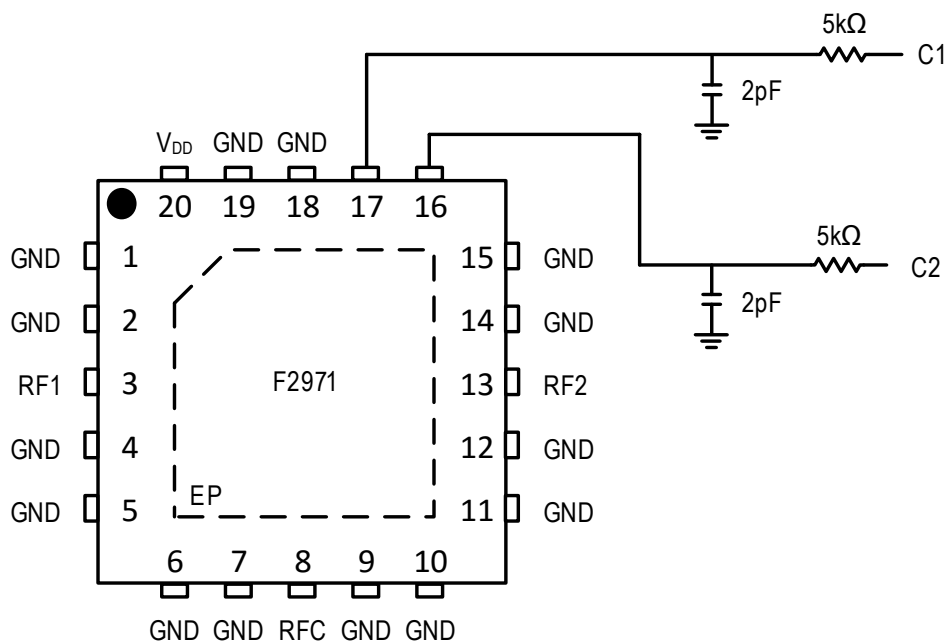 5kΩ
C1
2pF
VDD GND GND
20 19 18 17 16
5kΩ
C2
2pF
GND 1 15 GND
GND 2 14 GND
RF1 3 F2971 13 RF2
GND 4 12 GND
GND 5 EP 11 GND
6 7 8 9 10
GND GND RFC GND GND